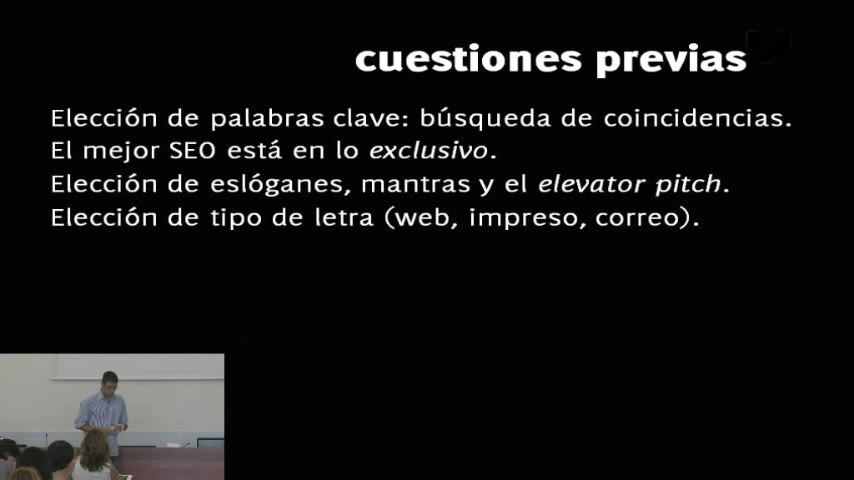 cuestiones previas
Elección de palabras clave: búsqueda de coincidencias.
El mejor SEO está en lo exclusivo.
Elección de eslóganes, mantras y el elevator pitch.
Elección de tipo de letra (web, impreso, correo).